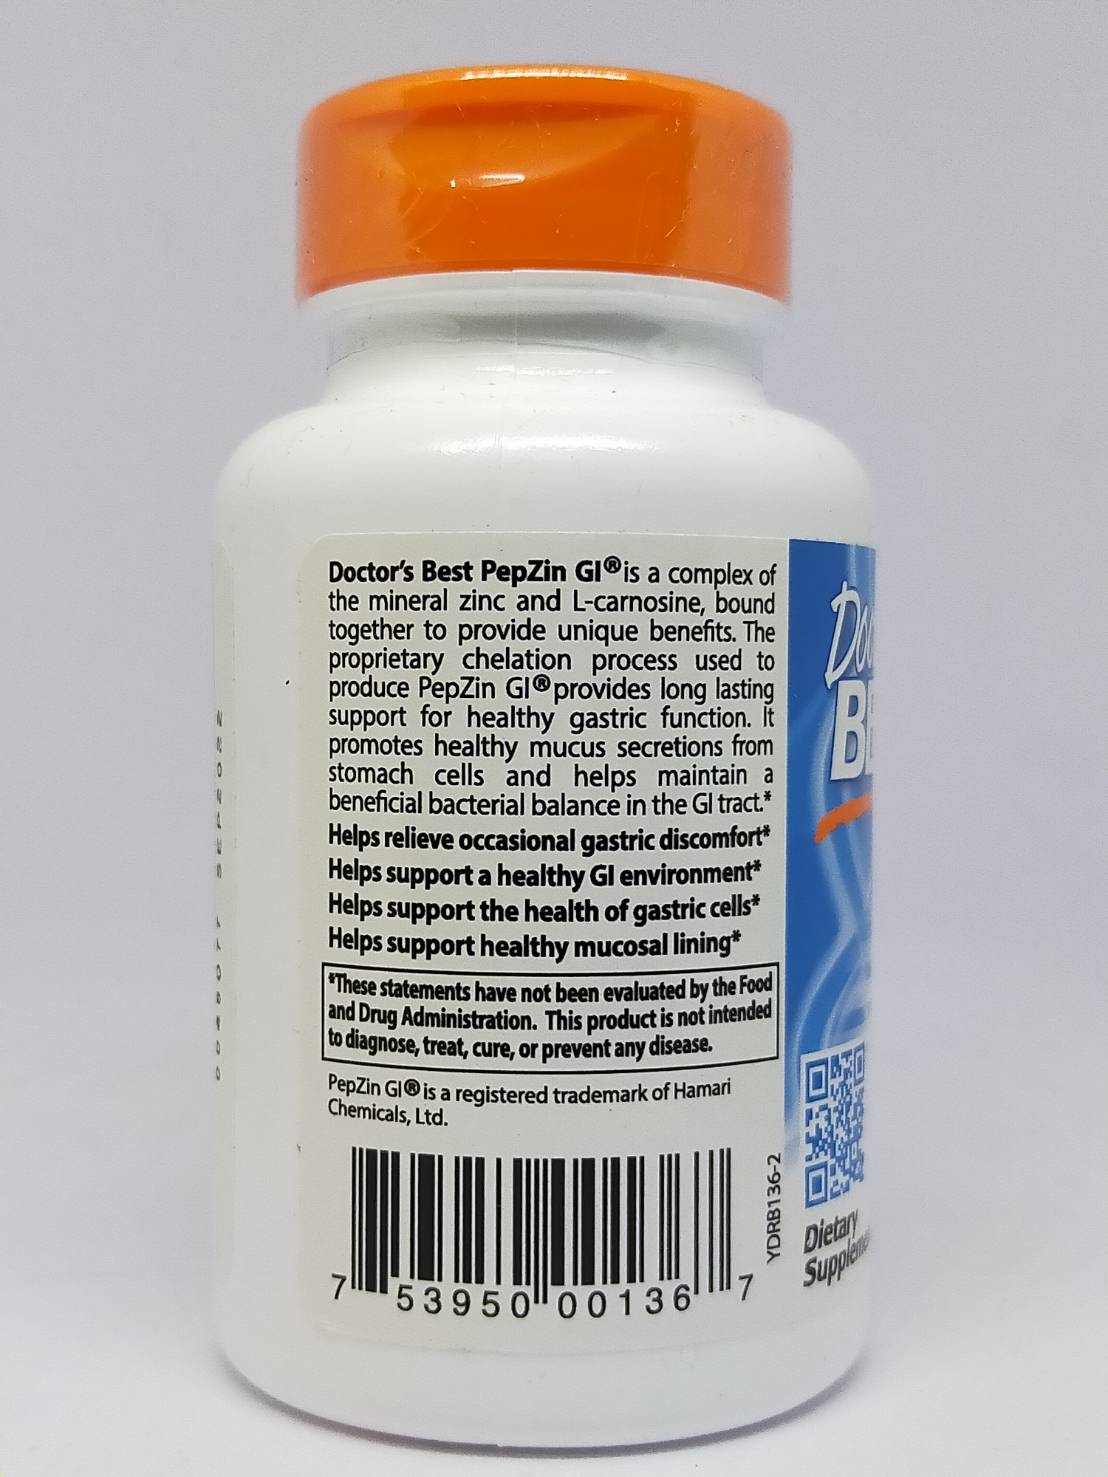 Doctor's Best PepZin GI® is a complex of
the mineral zinc and L-carnosine, bound
together to provide unique benefits. The
proprietary chelation process used to
produce PepZin GI® provides long lasting
support for healthy gastric function. It
promotes healthy mucus secretions from
stomach cells and helps maintain a
beneficial bacterial balance in the GI tract.*
Helps relieve occasional gastric discomfort*
Helps support a healthy GI environment*
Helps support the health of gastric cells*
Helps support healthy mucosal lining*
*These statements have not been evaluated by the Food
and Drug Administration. This product is not intended
to diagnose, treat, cure, or prevent any disease.
PepZin GI® is a registered trademark of Hamari
Chemicals, Ltd.
7 53950 00136 7
YDRB136-2
Doc
BE
Dietary
Supplem